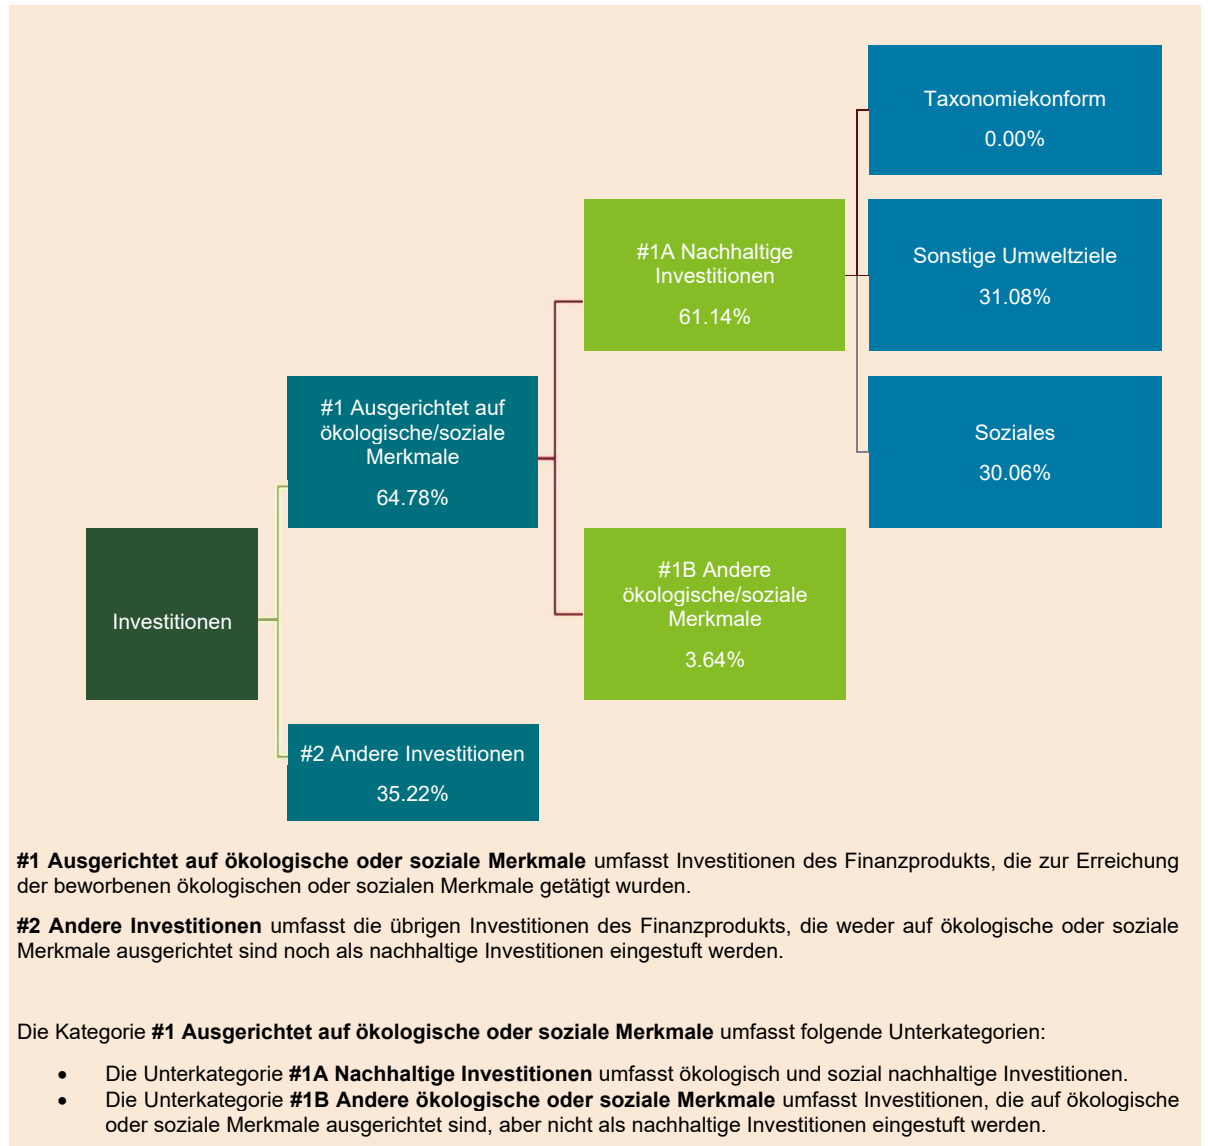 Taxonomiekonform
0.00%
#1A Nachhaltige
Investitionen
61.14%
Sonstige Umweltziele
31.08%
#1 Ausgerichtet auf
ökologische/soziale
Merkmale
64.78%
Soziales
30.06%
Investitionen
#1B Andere
ökologische/soziale
Merkmale
3.64%
#2 Andere Investitionen
35.22%
#1 Ausgerichtet auf ökologische oder soziale Merkmale umfasst Investitionen des Finanzprodukts, die zur Erreichung
der beworbenen ökologischen oder sozialen Merkmale getätigt wurden.
#2 Andere Investitionen umfasst die übrigen Investitionen des Finanzprodukts, die weder auf ökologische oder soziale
Merkmale ausgerichtet sind noch als nachhaltige Investitionen eingestuft werden.
Die Kategorie #1 Ausgerichtet auf ökologische oder soziale Merkmale umfasst folgende Unterkategorien:
• Die Unterkategorie #1A Nachhaltige Investitionen umfasst ökologisch und sozial nachhaltige Investitionen.
• Die Unterkategorie #1B Andere ökologische oder soziale Merkmale umfasst Investitionen, die auf ökologische
oder soziale Merkmale ausgerichtet sind, aber nicht als nachhaltige Investitionen eingestuft werden.